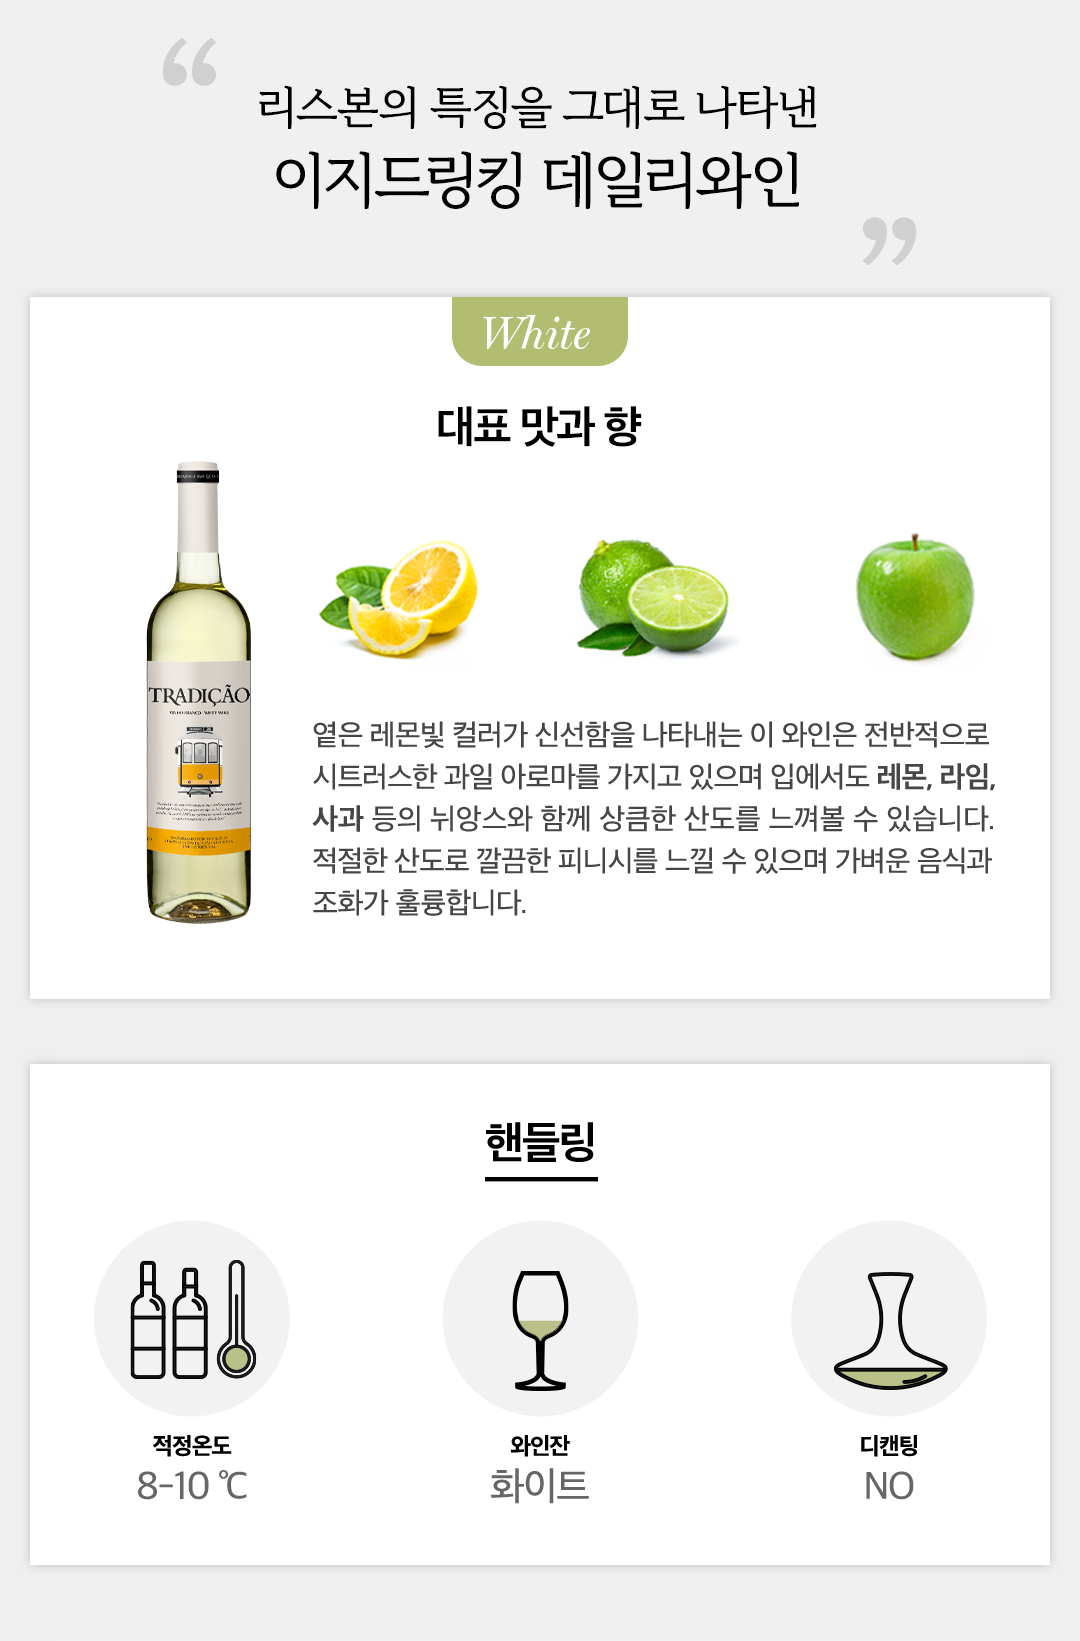 “
리스본의 특징을 그대로 나타낸
이지드링킹 데일리와인
”
White
대표 맛과 향
TRADIÇÃO
VINHO BRANCO · WHITE WINE
옅은 레몬빛 컬러가 신선함을 나타내는 이 와인은 전반적으로
시트러스한 과일 아로마를 가지고 있으며 입에서도 레몬, 라임,
사과 등의 뉘앙스와 함께 상큼한 산도를 느껴볼 수 있습니다.
적절한 산도로 깔끔한 피니시를 느낄 수 있으며 가벼운 음식과
조화가 훌륭합니다.
핸들링
적정온도
8-10 ℃
와인잔
화이트
디캔팅
NO